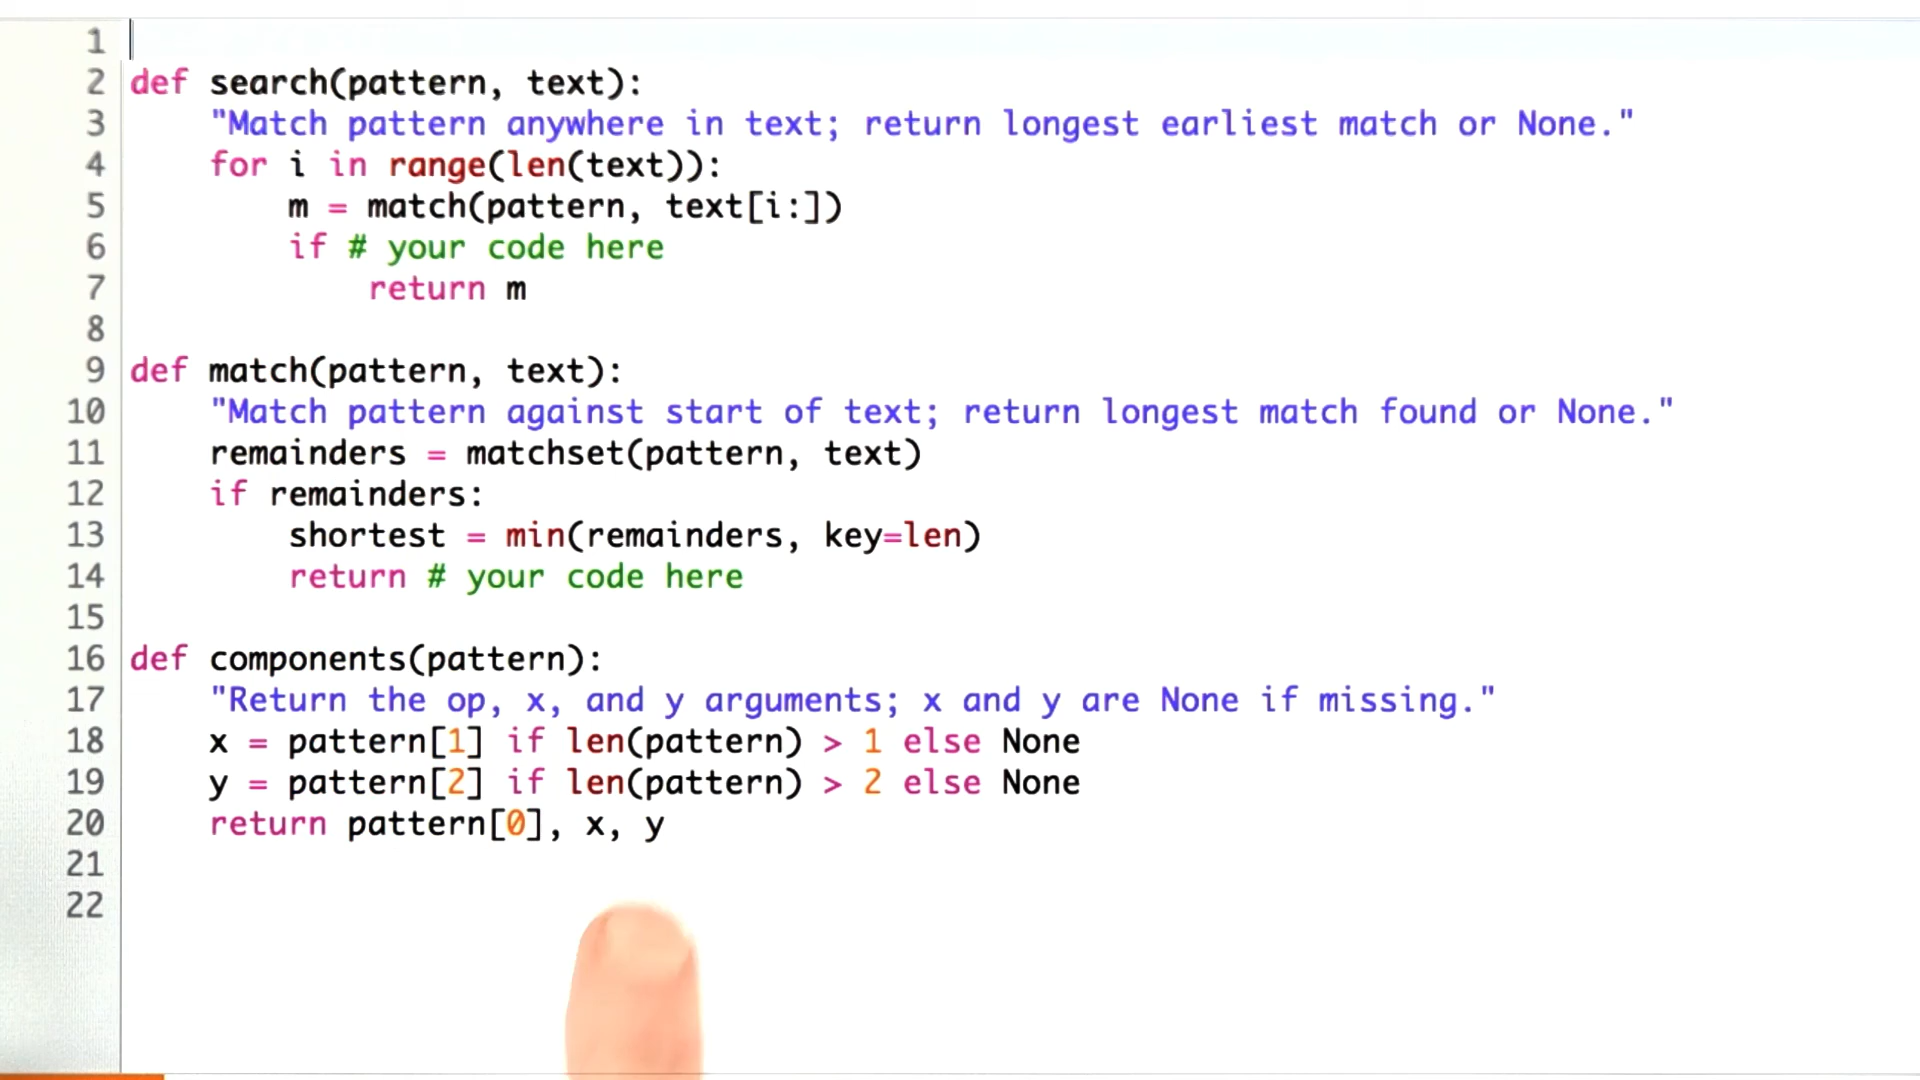 1
2 def search(pattern, text):
3     "Match pattern anywhere in text; return longest earliest match or None."
4     for i in range(len(text)):
5         m = match(pattern, text[i:])
6         if # your code here
7             return m
8
9 def match(pattern, text):
10     "Match pattern against start of text; return longest match found or None."
11     remainders = matchset(pattern, text)
12     if remainders:
13         shortest = min(remainders, key=len)
14         return # your code here
15
16 def components(pattern):
17     "Return the op, x, and y arguments; x and y are None if missing."
18     x = pattern[1] if len(pattern) > 1 else None
19     y = pattern[2] if len(pattern) > 2 else None
20     return pattern[0], x, y
21
22